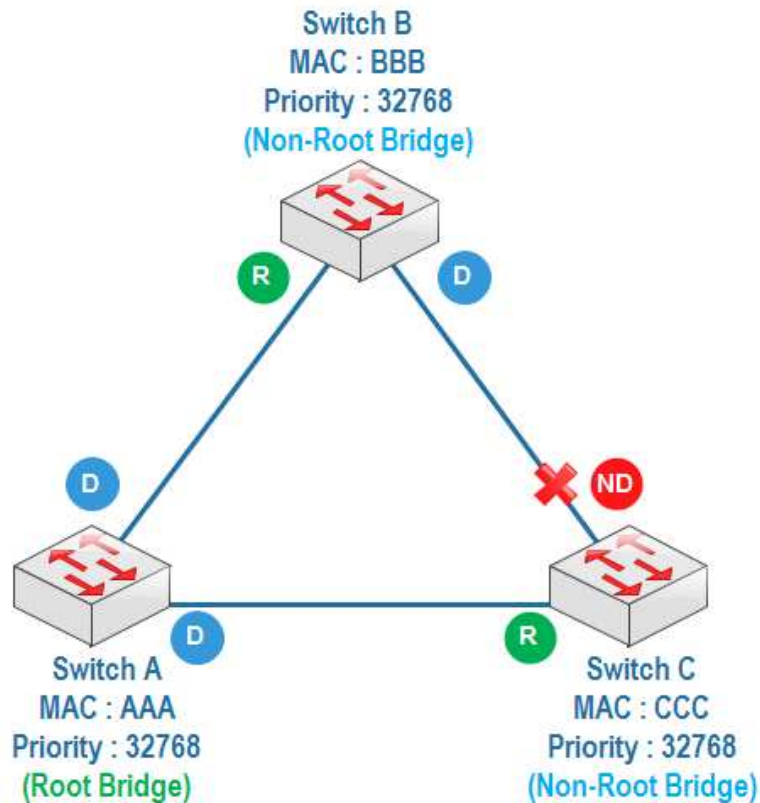 Switch B
MAC : BBB
Priority : 32768
(Non-Root Bridge)
R
D
D
ND
D
R
Switch A
MAC : AAA
Priority : 32768
(Root Bridge)
Switch C
MAC : CCC
Priority : 32768
(Non-Root Bridge)